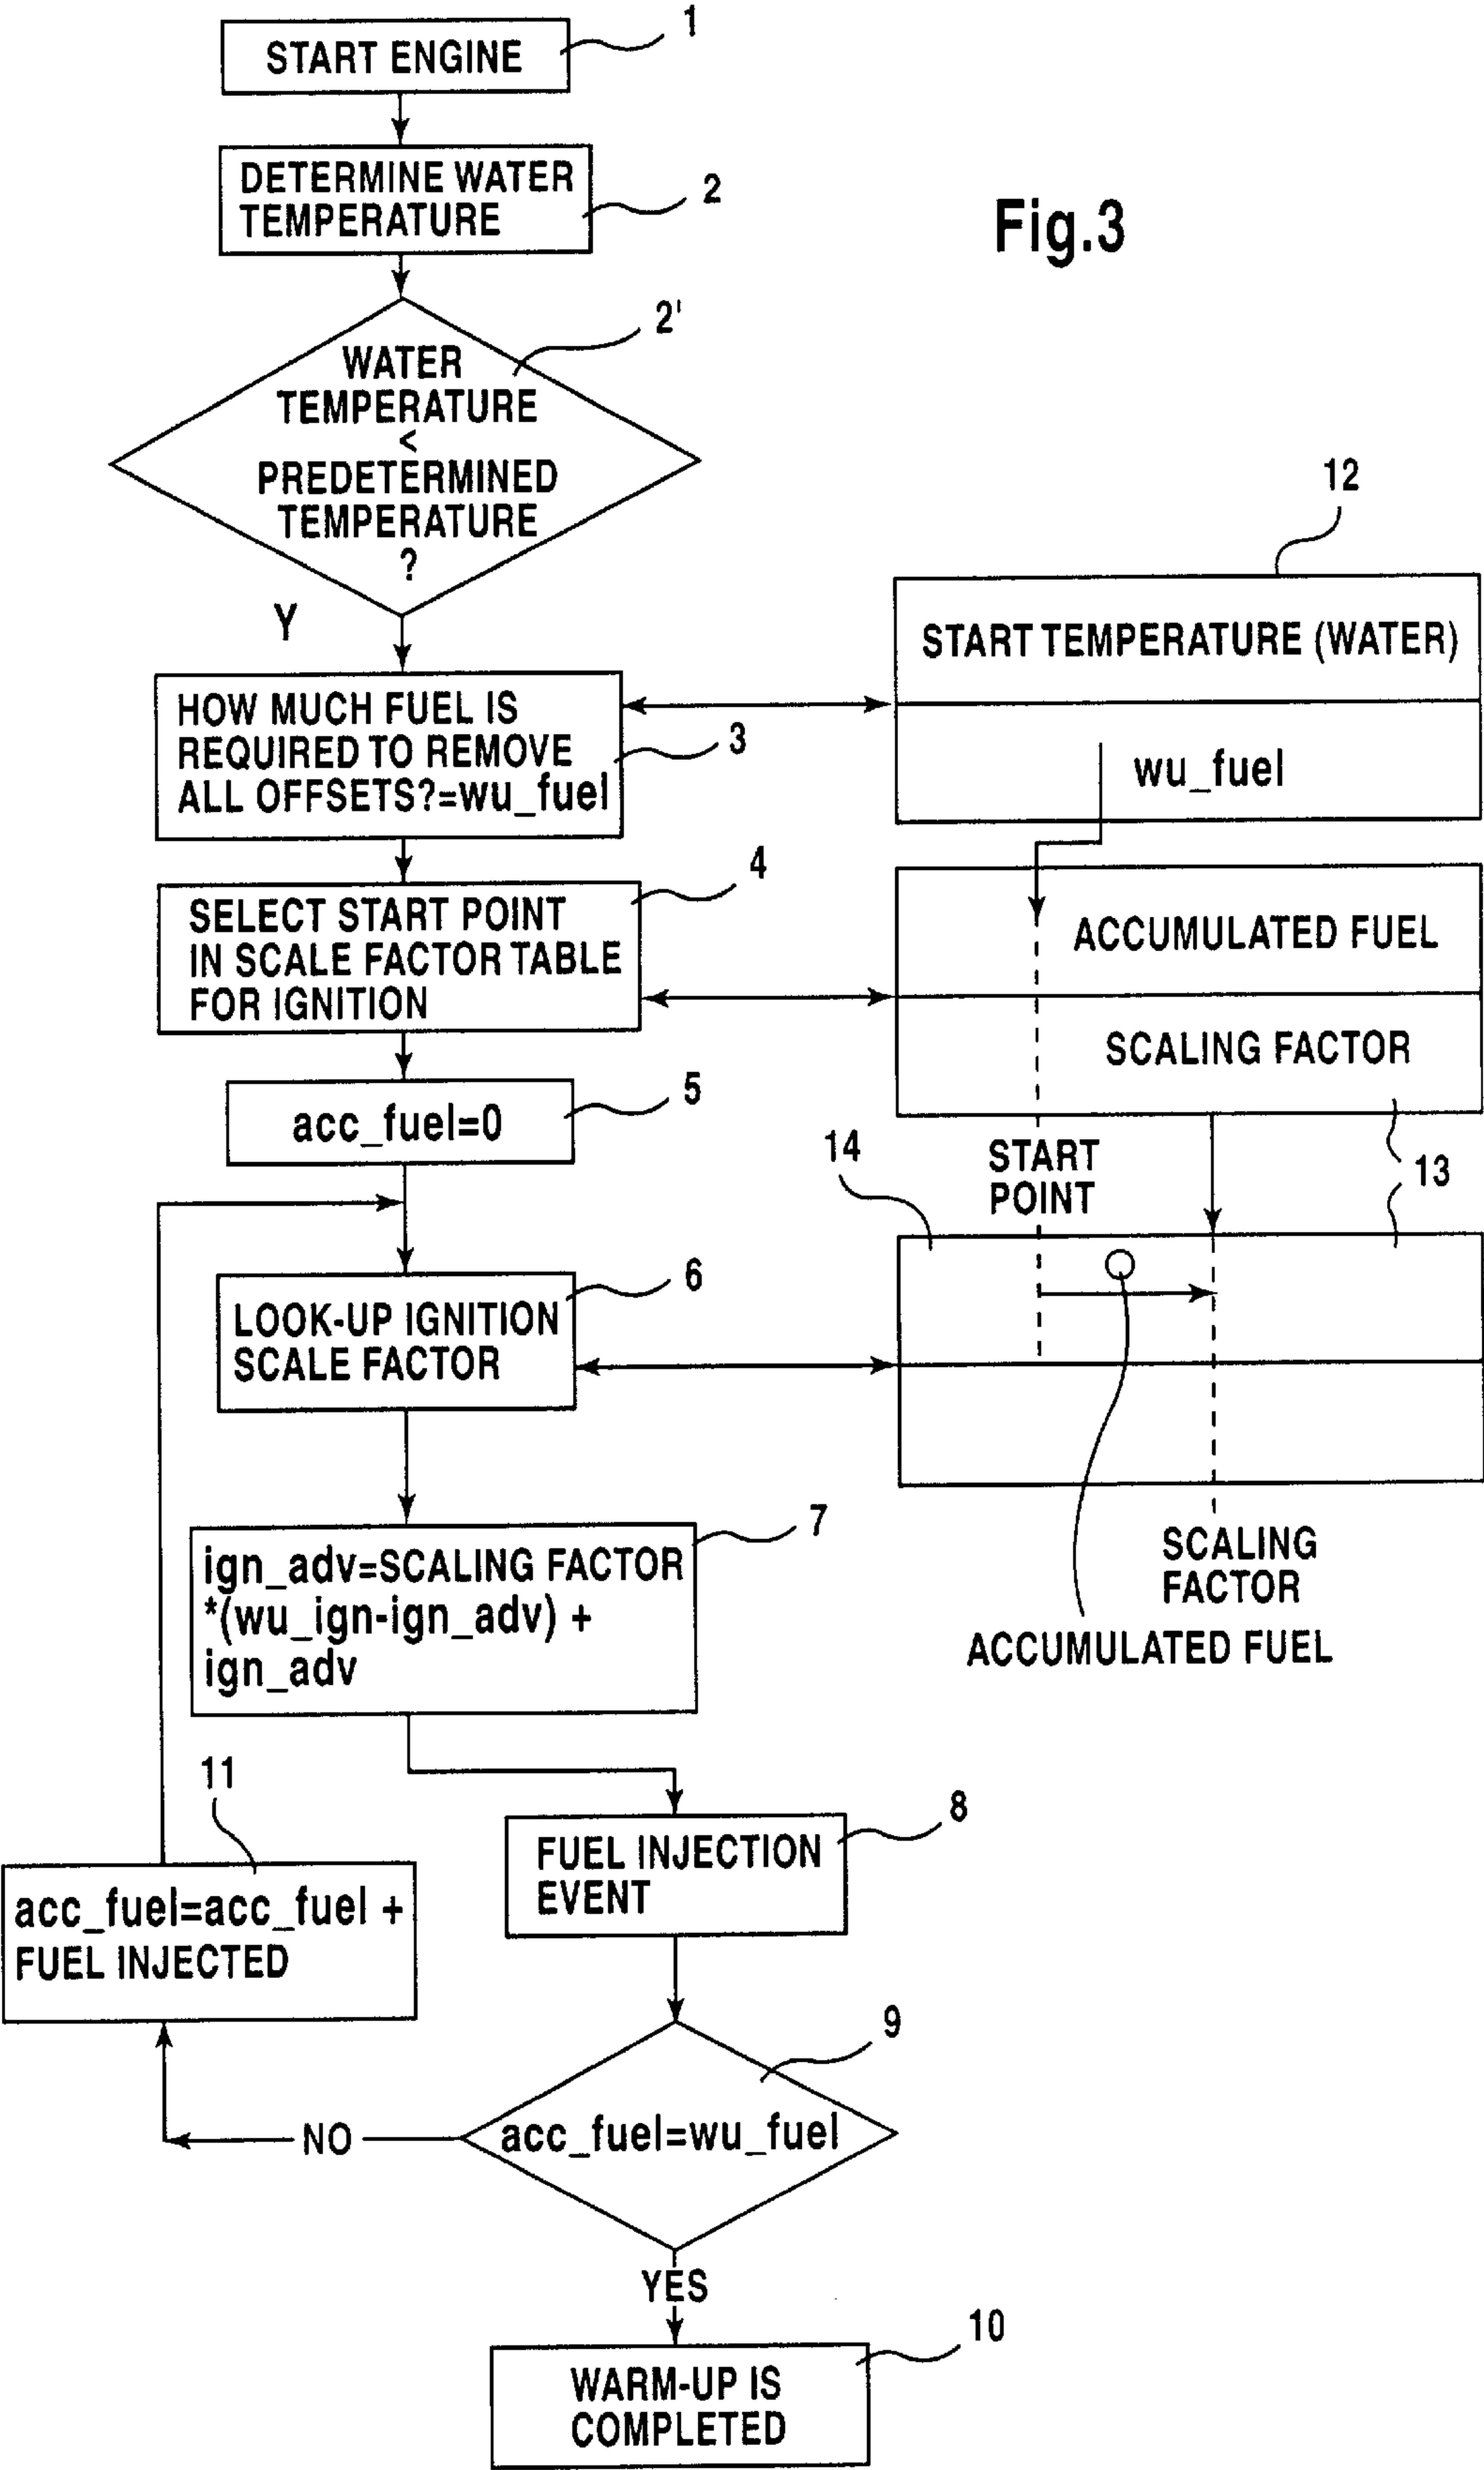 1
START ENGINE
2
DETERMINE WATER
TEMPERATURE
Fig.3
2'
WATER
TEMPERATURE
<
PREDETERMINED
TEMPERATURE
?
Y
12
START TEMPERATURE (WATER)
wu_fuel
3
HOW MUCH FUEL IS
REQUIRED TO REMOVE
ALL OFFSETS?=wu_fuel
4
SELECT START POINT
IN SCALE FACTOR TABLE
FOR IGNITION
ACCUMULATED FUEL
SCALING FACTOR
5
acc_fuel=0
14
START
POINT
13
6
LOOK-UP IGNITION
SCALE FACTOR
SCALING
FACTOR
ACCUMULATED FUEL
7
ign_adv=SCALING FACTOR
*(wu_ign-ign_adv) +
ign_adv
11
acc_fuel=acc_fuel +
FUEL INJECTED
8
FUEL INJECTION
EVENT
9
acc_fuel=wu_fuel
NO
YES
10
WARM-UP IS
COMPLETED